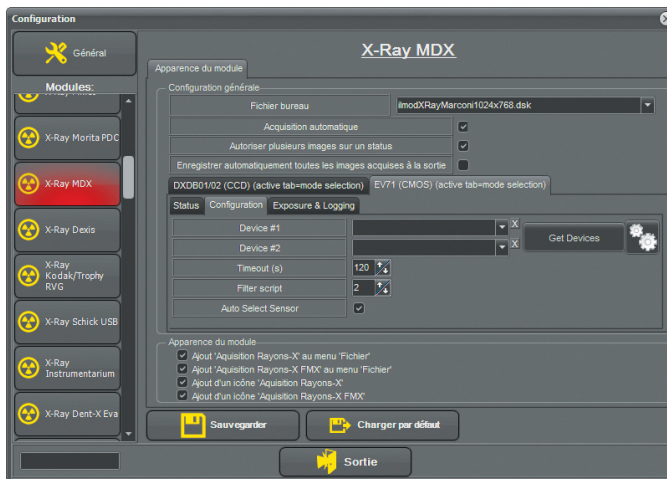 Configuration
Général
Modules:
X-Ray Morita PDC
X-Ray MDX
X-Ray Dexis
X-Ray
Kodak/Trophy
RVG
X-Ray Schick USB
X-Ray
Instrumentarium
X-Ray Dent-X Eva
X-Ray MDX
Apparence du module
Configuration générale
Fichier bureau
ilmodXRayMarconi1024x768.dsk
Acquisition automatique
Autoriser plusieurs images sur un status
Enregistrer automatiquement toutes les images acquises à la sortie
DXDB01/02 (CCD) (active tab=mode selection)
EV71 (CMOS) (active tab=mode selection)
Status
Configuration
Exposure & Logging
Device #1
X
Device #2
X
Get Devices
Timeout (s)
120
Filter script
2
Auto Select Sensor
Apparence du module
Ajout 'Aquisition Rayons-X' au menu 'Fichier'
Ajout 'Aquisition Rayons-X FMX' au menu 'Fichier'
Ajout d'un icône 'Aquisition Rayons-X'
Ajout d'un icône 'Aquisition Rayons-X FMX'
Sauvegarder
Charger par défaut
Sortie